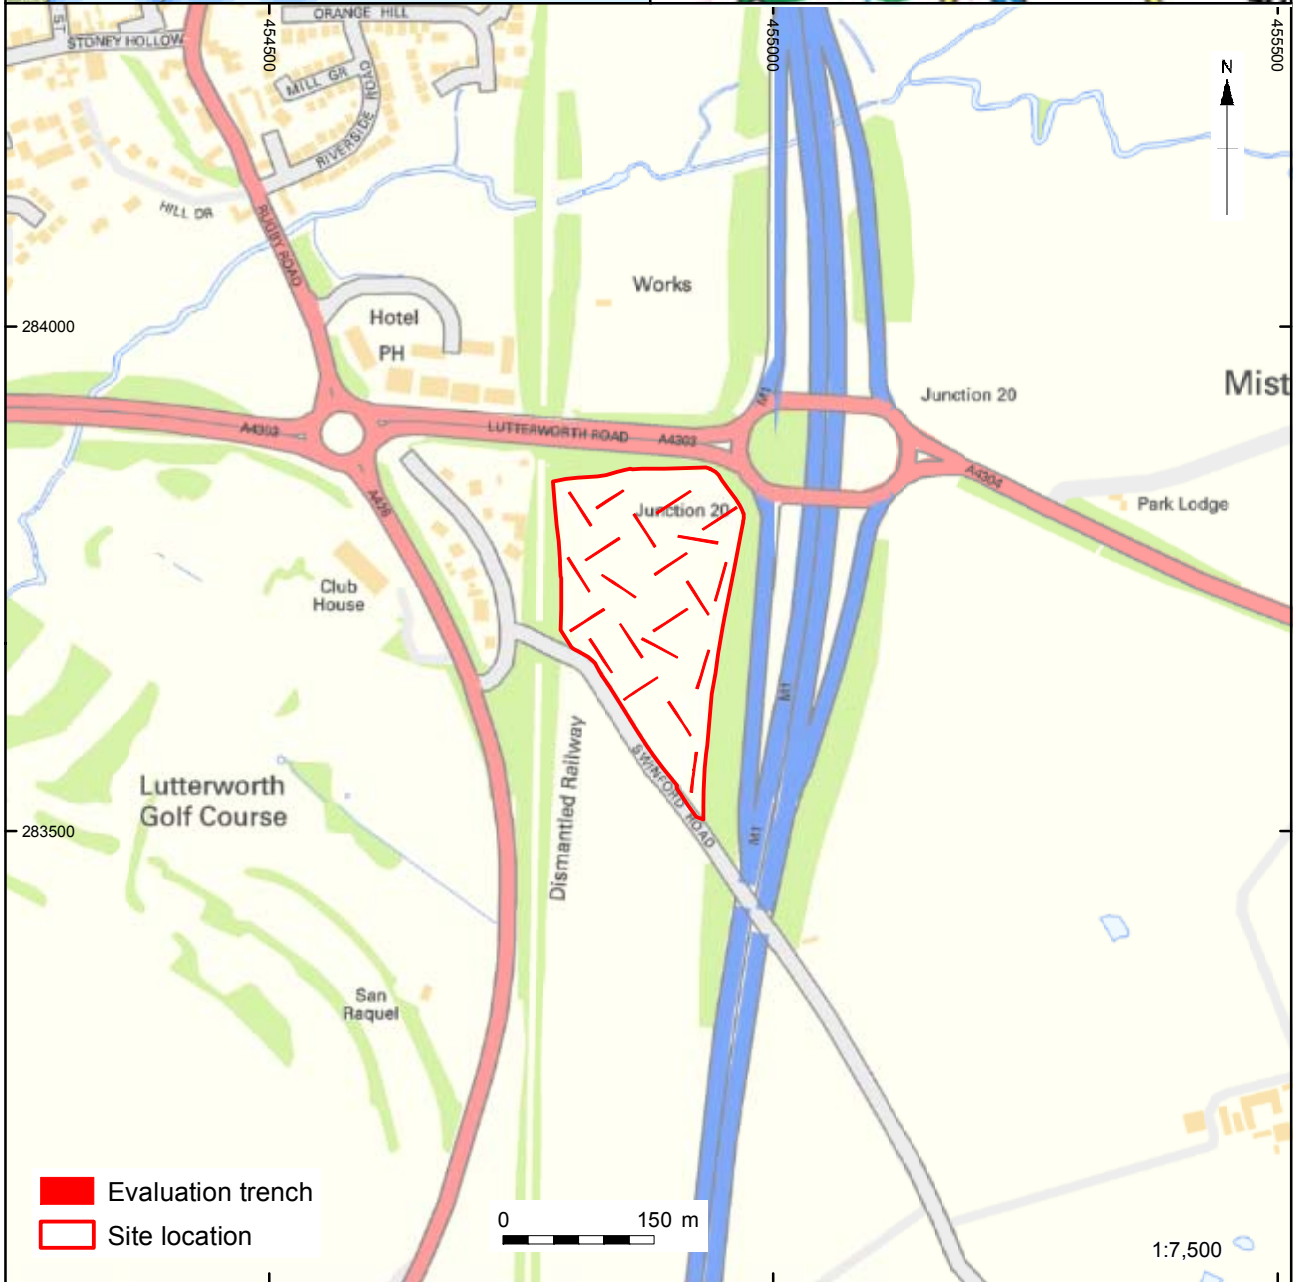 454500
455000
455500
ORANGE HILL
ST
STONEY HOLLOW
N
MILL GR
RIVERSIDE ROAD
HILL DR
RUGBY ROAD
Works
Hotel
PH
284000
M1
Junction 20
Mist
A4303
LUTTERWORTH ROAD
A4303
A4304
A426
Junction 20
Park Lodge
Club
House
M1
SWINFORD ROAD
Dismantled Railway
Lutterworth
Golf Course
283500
M1
San
Raquel
Evaluation trench
Site location
0 150 m
1:7,500